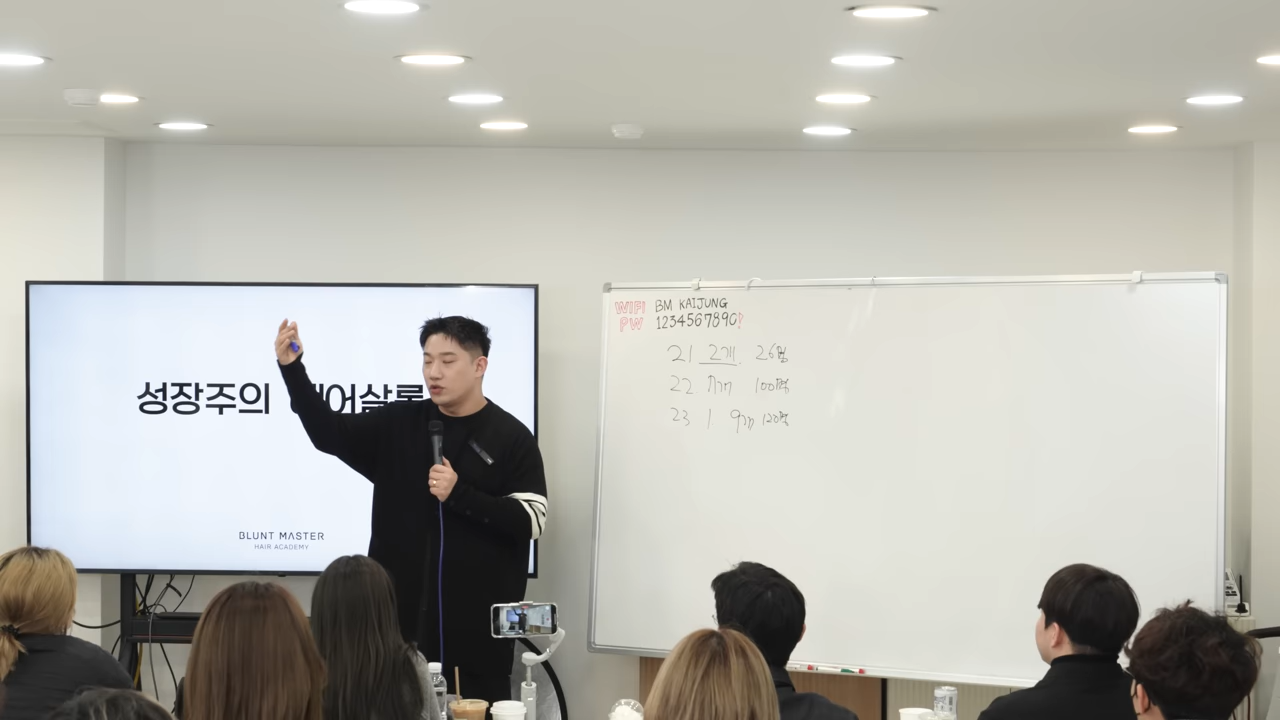 성장주의
BLUNT MASTER
HAIR ACADEMY
WIFI BM KAIJUNG
PW 1234567890!
21 2개 26명
22 7개 100명
23 1 9개 120명